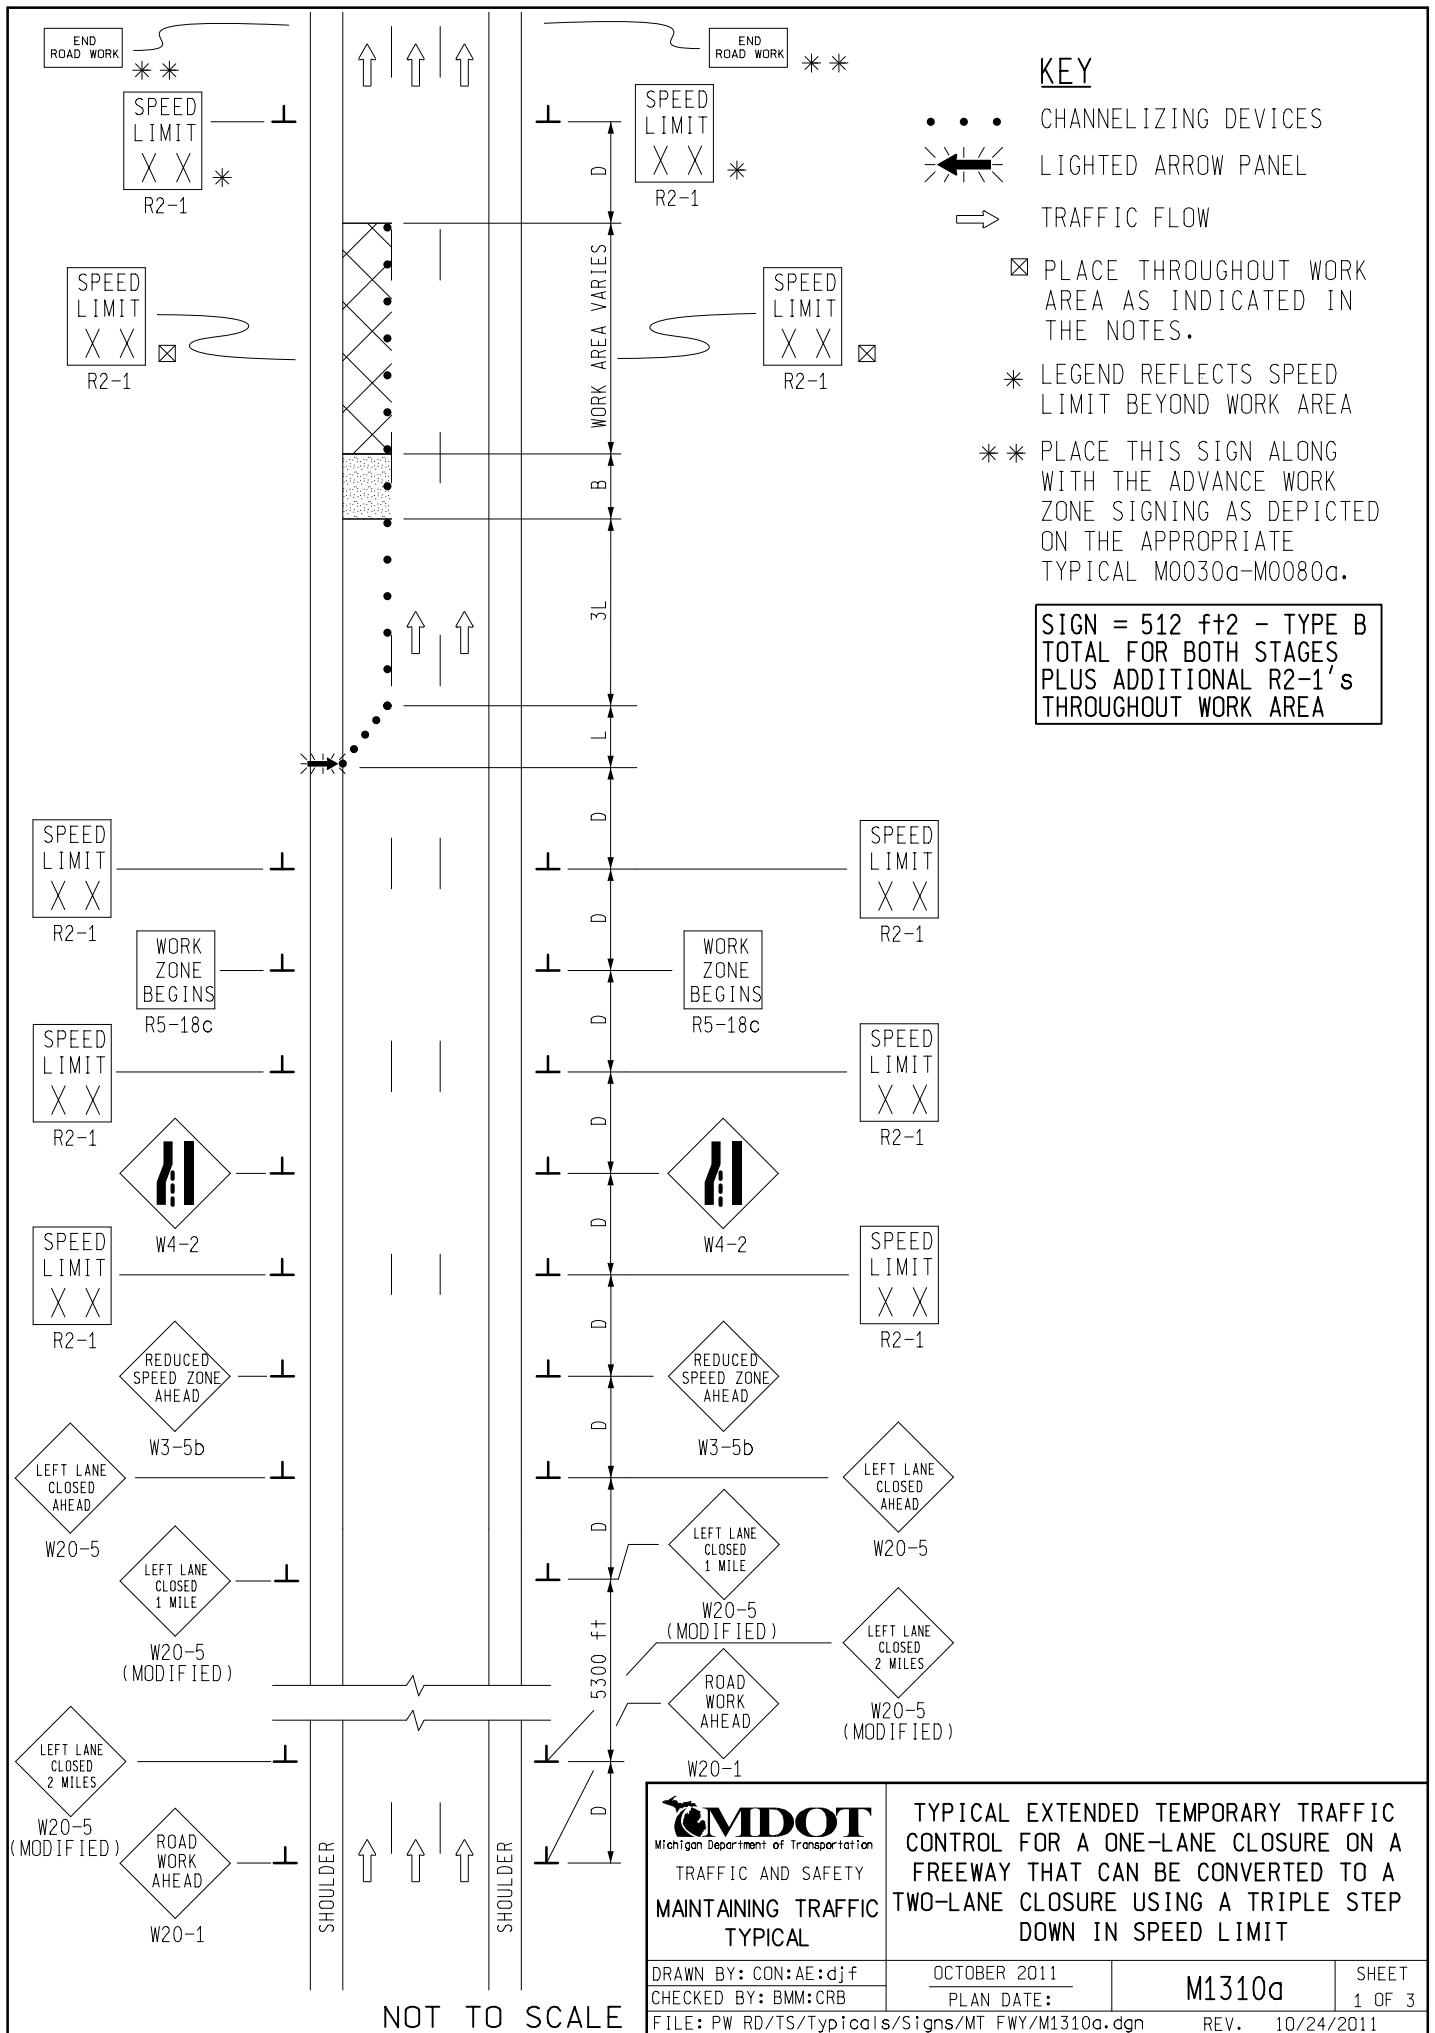 END
ROAD WORK
* *
END
ROAD WORK
* *
SPEED
LIMIT
X X
*
R2-1
SPEED
LIMIT
X X
*
R2-1
D
SPEED
LIMIT
X X
R2-1
SPEED
LIMIT
X X
R2-1
WORK AREA VARIES
B
3L
L
KEY
CHANNELIZING DEVICES
LIGHTED ARROW PANEL
TRAFFIC FLOW
PLACE THROUGHOUT WORK
AREA AS INDICATED IN
THE NOTES.
* LEGEND REFLECTS SPEED
LIMIT BEYOND WORK AREA
* * PLACE THIS SIGN ALONG
WITH THE ADVANCE WORK
ZONE SIGNING AS DEPICTED
ON THE APPROPRIATE
TYPICAL M0030a-M0080a.
SIGN = 512 ft2 - TYPE B
TOTAL FOR BOTH STAGES
PLUS ADDITIONAL R2-1's
THROUGHOUT WORK AREA
D
SPEED
LIMIT
X X
R2-1
SPEED
LIMIT
X X
R2-1
D
WORK
ZONE
BEGINS
R5-18c
WORK
ZONE
BEGINS
R5-18c
D
SPEED
LIMIT
X X
R2-1
SPEED
LIMIT
X X
R2-1
D
W4-2
W4-2
D
SPEED
LIMIT
X X
R2-1
SPEED
LIMIT
X X
R2-1
D
REDUCED
SPEED ZONE
AHEAD
W3-5b
REDUCED
SPEED ZONE
AHEAD
W3-5b
D
LEFT LANE
CLOSED
AHEAD
W20-5
LEFT LANE
CLOSED
AHEAD
W20-5
D
LEFT LANE
CLOSED
1 MILE
W20-5
(MODIFIED)
LEFT LANE
CLOSED
1 MILE
W20-5
(MODIFIED)
5300 ft
LEFT LANE
CLOSED
2 MILES
W20-5
(MODIFIED)
ROAD
WORK
AHEAD
W20-1
LEFT LANE
CLOSED
2 MILES
W20-5
(MODIFIED)
D
ROAD
WORK
AHEAD
W20-1
SHOULDER
SHOULDER
NOT TO SCALE
MDOT
Michigan Department of Transportation
TRAFFIC AND SAFETY
MAINTAINING TRAFFIC
TYPICAL
TYPICAL EXTENDED TEMPORARY TRAFFIC
CONTROL FOR A ONE-LANE CLOSURE ON A
FREEWAY THAT CAN BE CONVERTED TO A
TWO-LANE CLOSURE USING A TRIPLE STEP
DOWN IN SPEED LIMIT
DRAWN BY: CON:AE:djf
CHECKED BY: BMM:CRB
OCTOBER 2011
PLAN DATE:
M1310a
SHEET
1 OF 3
FILE: PW RD/TS/Typicals/Signs/MT FWY/M1310a.dgn
REV. 10/24/2011